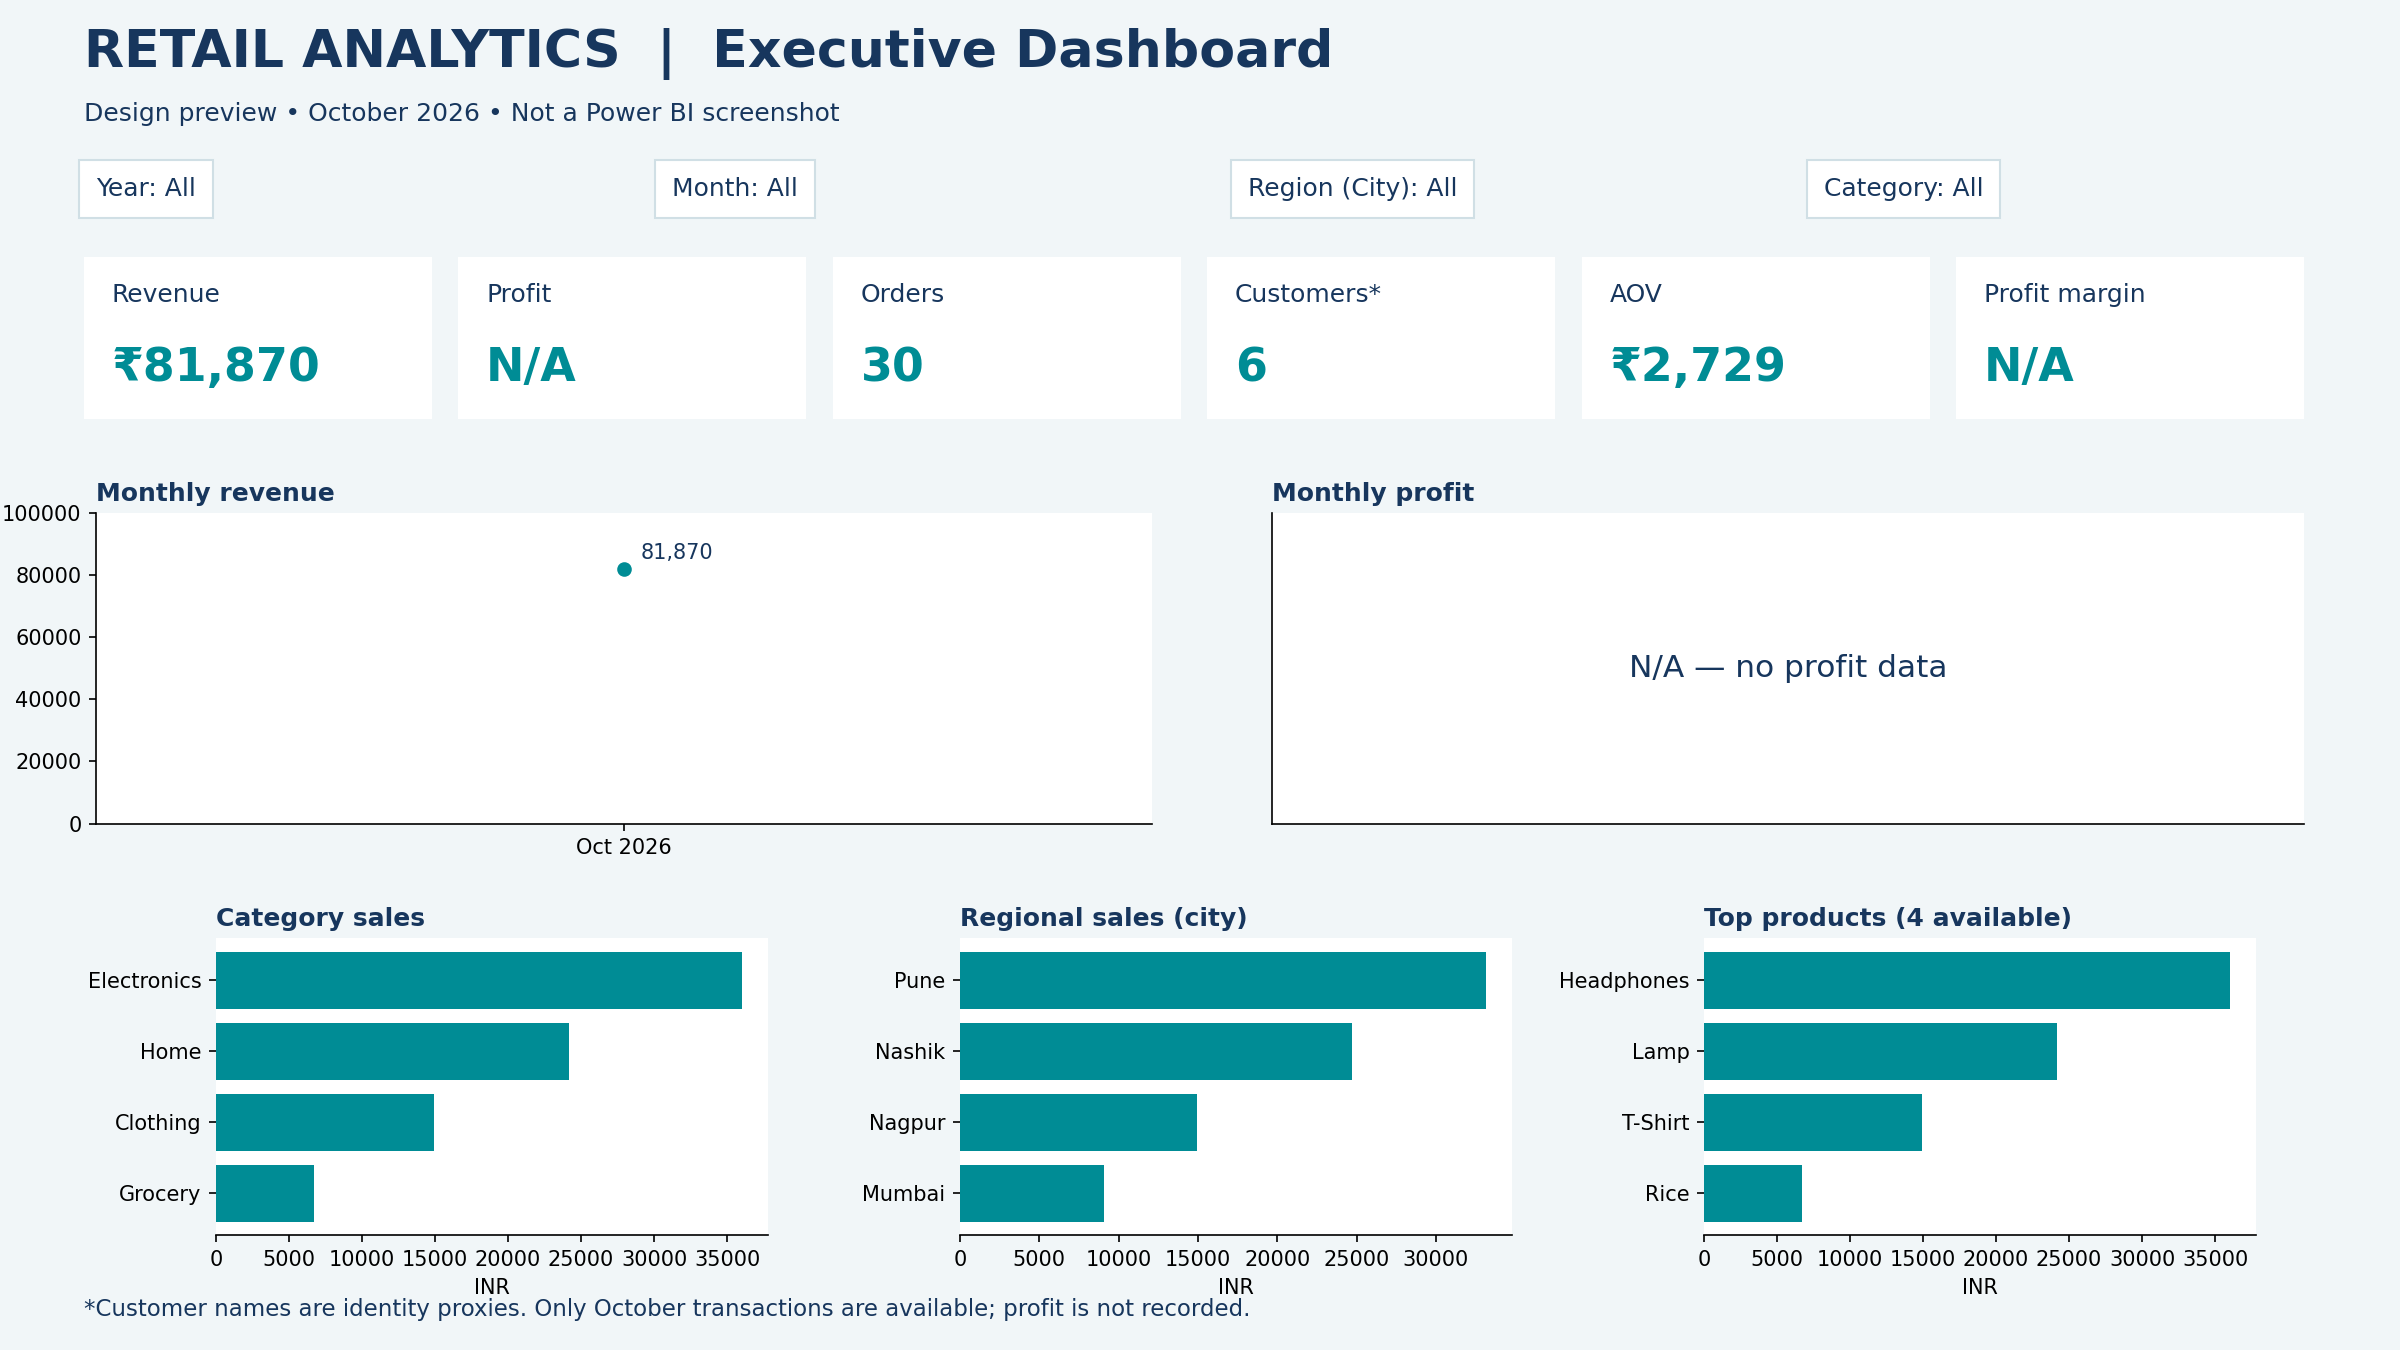 RETAIL ANALYTICS | Executive Dashboard
Design preview • October 2026 • Not a Power BI screenshot
Year: All
Month: All
Region (City): All
Category: All
Revenue
₹81,870
Profit
N/A
Orders
30
Customers*
6
AOV
₹2,729
Profit margin
N/A
Monthly revenue
100000
80000
60000
40000
20000
0
81,870
Oct 2026
Monthly profit
N/A — no profit data
Category sales
Electronics
Home
Clothing
Grocery
0 5000 10000 15000 20000 25000 30000 35000
INR
Regional sales (city)
Pune
Nashik
Nagpur
Mumbai
0 5000 10000 15000 20000 25000 30000
INR
Top products (4 available)
Headphones
Lamp
T-Shirt
Rice
0 5000 10000 15000 20000 25000 30000 35000
INR
*Customer names are identity proxies. Only October transactions are available; profit is not recorded.